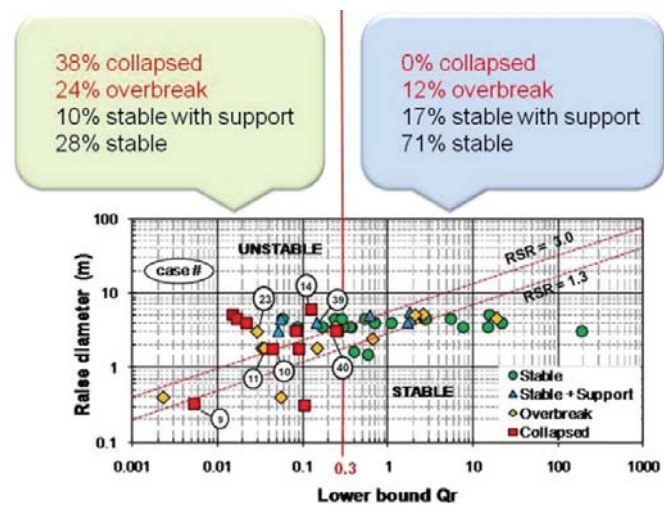 38% collapsed
24% overbreak
10% stable with support
28% stable
0% collapsed
12% overbreak
17% stable with support
71% stable
100
10
1
0.1
Raise diameter (m)
UNSTABLE
case #
14
23
39
RSR = 3.0
RSR = 1.3
11
10
40
9
STABLE
Stable
Stable + Support
Overbreak
Collapsed
0.001
0.01
0.1
0.3
1
10
100
1000
Lower bound Qr